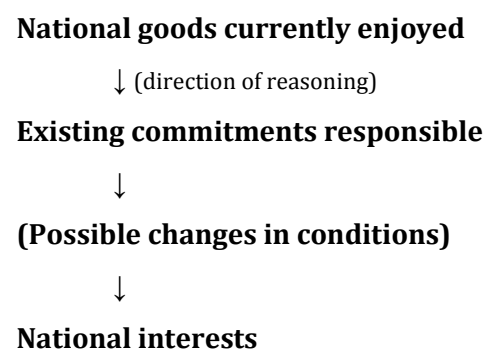 National goods currently enjoyed
↓ (direction of reasoning)
Existing commitments responsible
↓
(Possible changes in conditions)
↓
National interests